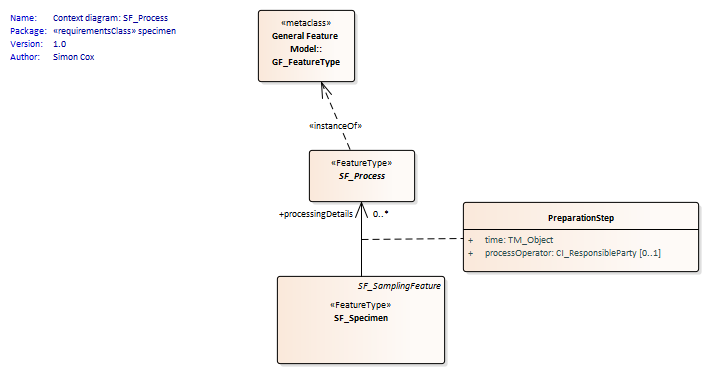 Name: Context diagram: SF_Process
Package: «requirementsClass» specimen
Version: 1.0
Author: Simon Cox
«metaclass»
General Feature
Model::
GF_FeatureType
«instanceOf»
«FeatureType»
SF_Process
+processingDetails 0..*
PreparationStep
+ time: TM_Object
+ processOperator: CI_ResponsibleParty [0..1]
SF_SamplingFeature
«FeatureType»
SF_Specimen